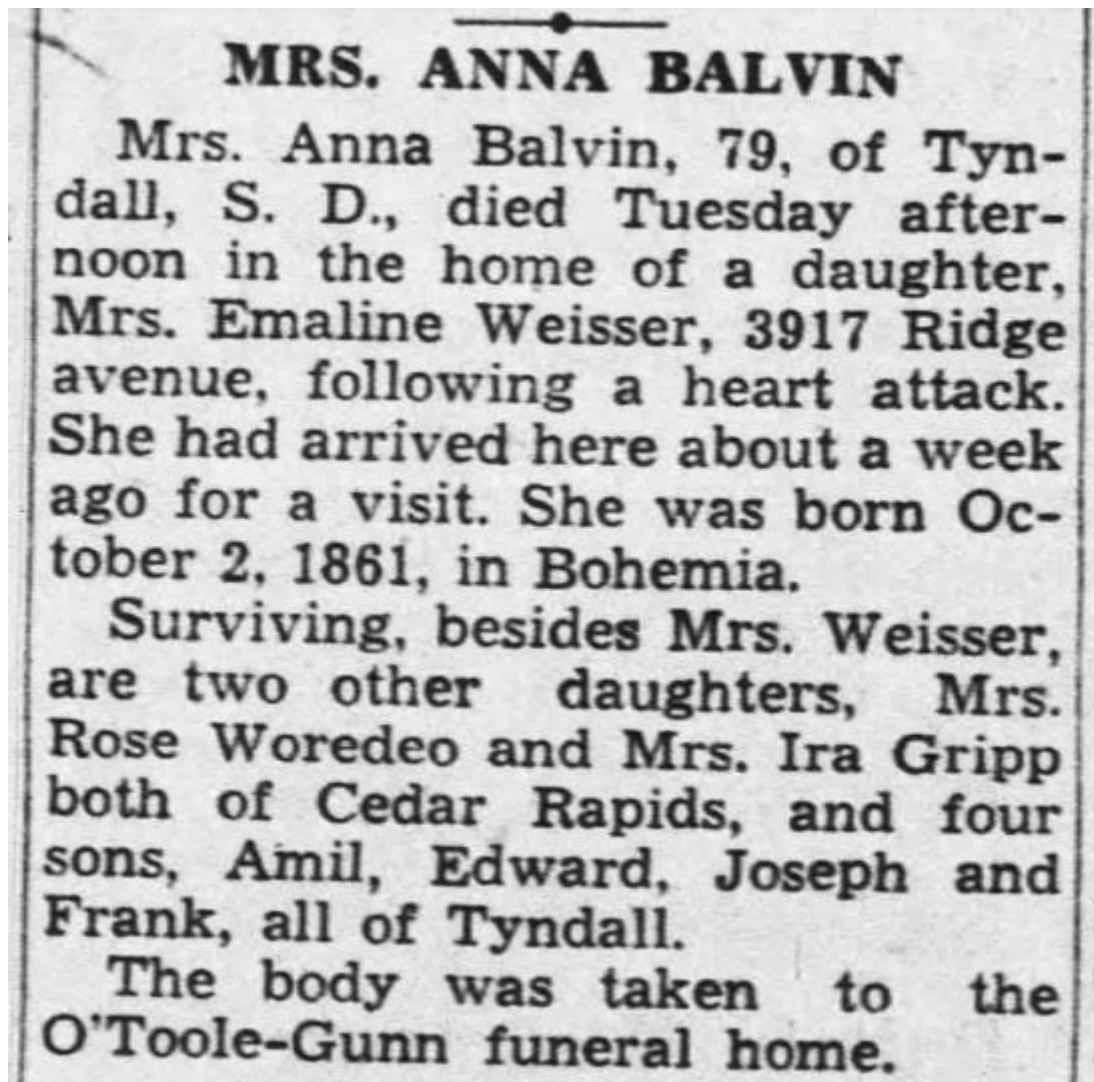 MRS. ANNA BALVIN
Mrs. Anna Balvin, 79, of Tyn-
dall, S. D., died Tuesday after-
noon in the home of a daughter,
Mrs. Emaline Weisser, 3917 Ridge
avenue, following a heart attack.
She had arrived here about a week
ago for a visit. She was born Oc-
tober 2, 1861, in Bohemia.
Surviving, besides Mrs. Weisser,
are two other daughters, Mrs.
Rose Woredeo and Mrs. Ira Gripp
both of Cedar Rapids, and four
sons, Amil, Edward, Joseph and
Frank, all of Tyndall.
The body was taken to the
O'Toole-Gunn funeral home.